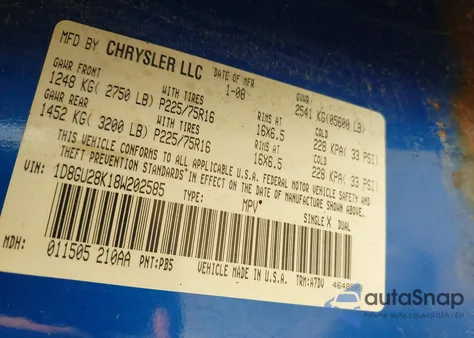 MFD BY CHRYSLER LLC DATE OF MFR 1-08 GVWR 2541 KG(05600 LB)
GAWR FRONT WITH TIRES RIMS AT COLD
1248 KG( 2750 LB) P225/75R16 16X6.5 228 KPA( 33 PSI)
GAWR REAR WITH TIRES RIMS AT COLD
1452 KG( 3200 LB) P225/75R16 16X6.5 228 KPA( 33 PSI)
THIS VEHICLE CONFORMS TO ALL APPLICABLE U.S.A. FEDERAL MOTOR VEHICLE SAFETY AND
THEFT PREVENTION STANDARDS IN EFFECT ON THE DATE OF MANUFACTURE SHOWN ABOVE.
VIN: 1D8GU28K18W202585 TYPE: MPV SINGLE X DUAL
MDH: 011505 210AA PNT: PB5 VEHICLE MADE IN U.S.A. TRM: A7DV
autoSnap